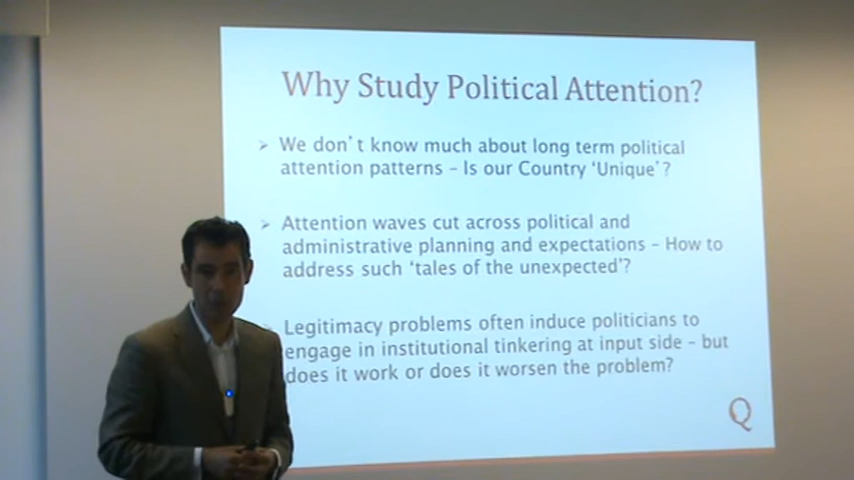 Why Study Political Attention?
We don't know much about long term political
attention patterns – Is our Country 'Unique'?
Attention waves cut across political and
administrative planning and expectations – How to
address such 'tales of the unexpected'?
Legitimacy problems often induce politicians to
engage in institutional tinkering at input side – but
does it work or does it worsen the problem?
Q